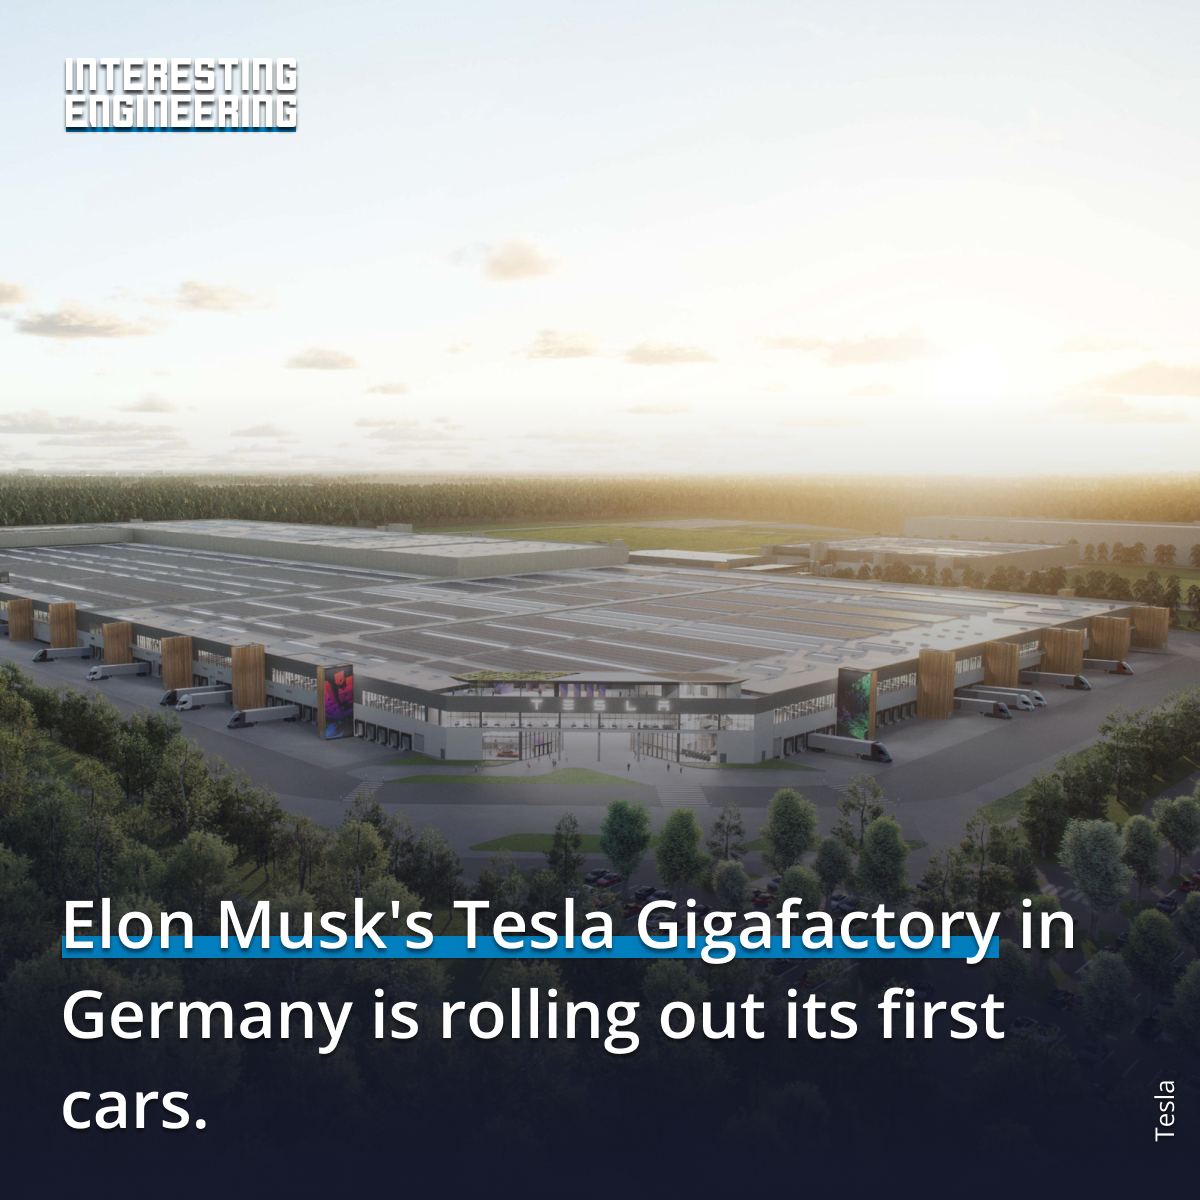 INTERESTING
ENGINEERING
TESLA
Elon Musk's Tesla Gigafactory in
Germany is rolling out its first
cars.
Tesla